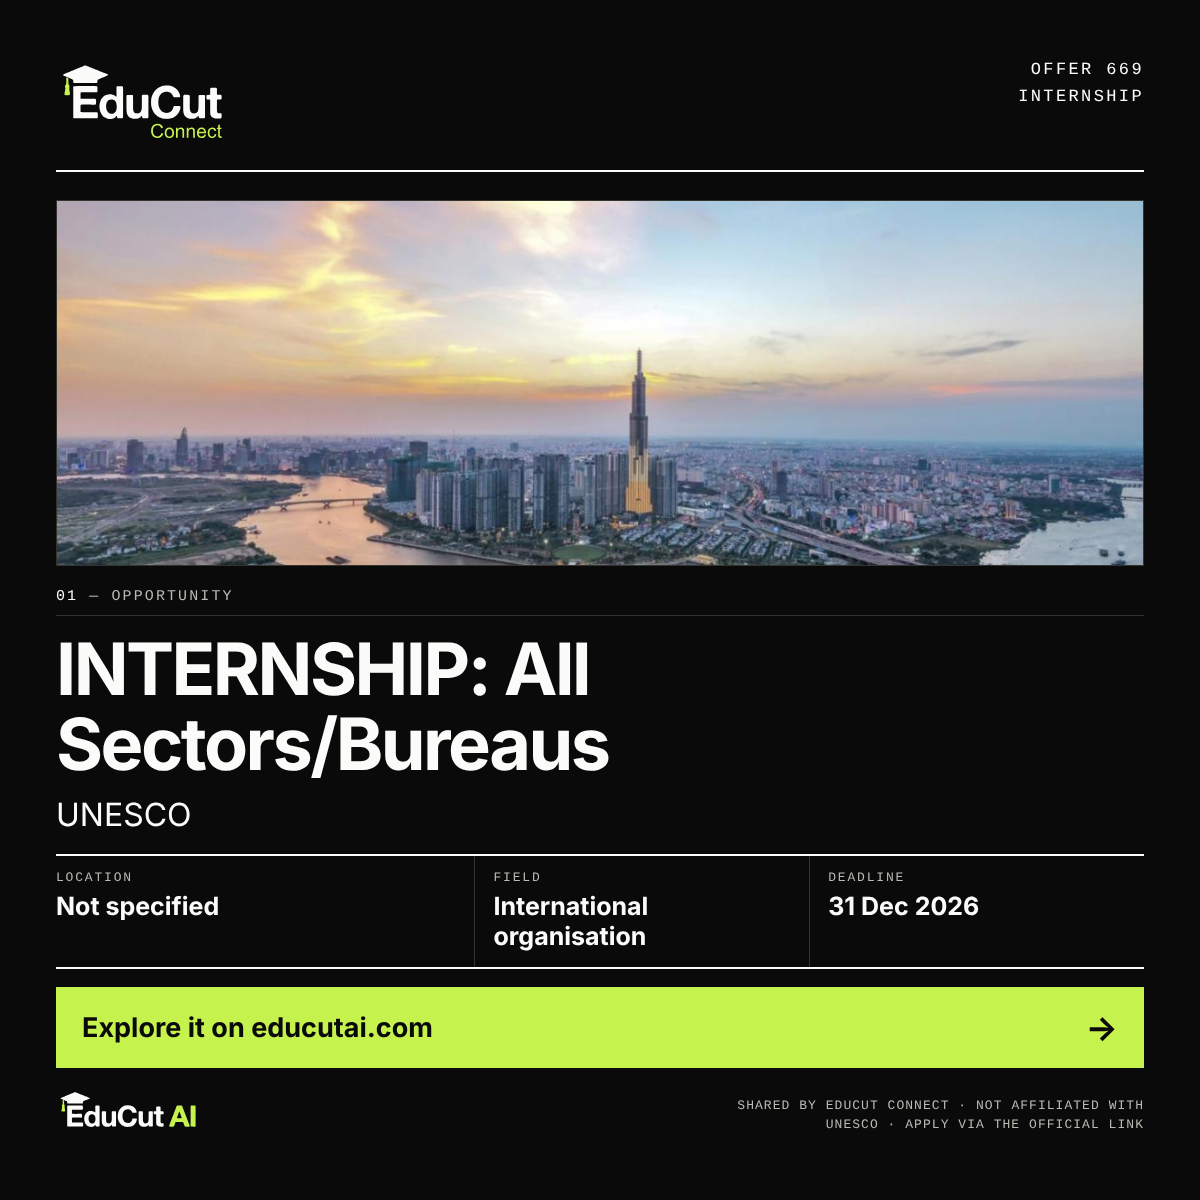 EduCut
Connect
OFFER 669
INTERNSHIP
01 — OPPORTUNITY
INTERNSHIP: All
Sectors/Bureaus
UNESCO
LOCATION
Not specified
FIELD
International
organisation
DEADLINE
31 Dec 2026
Explore it on educutai.com
EduCut AI
SHARED BY EDUCUT CONNECT · NOT AFFILIATED WITH
UNESCO · APPLY VIA THE OFFICIAL LINK